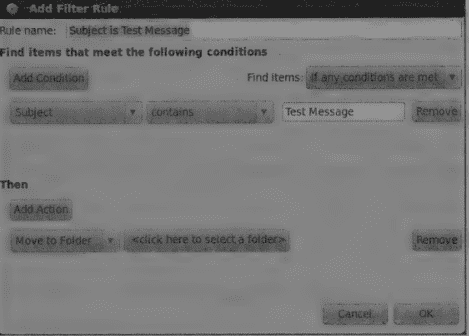 Add Filter Rule
Rule name: Subject is Test Message
Find items that meet the following conditions
Add Condition Find items: If any conditions are met
Subject contains Test Message Remove
Then
Add Action
Move to Folder <click here to select a folder> Remove
Cancel OK